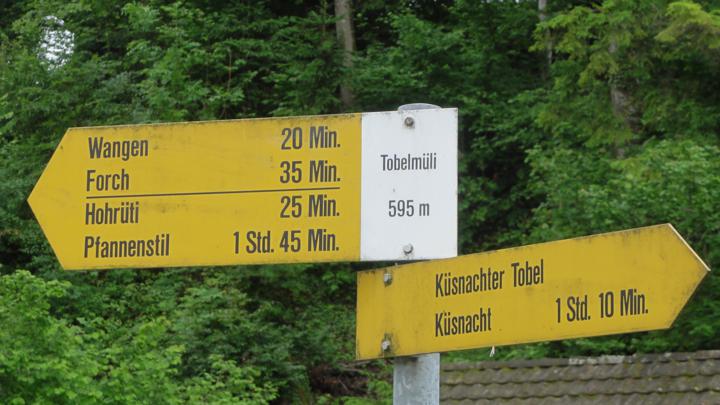 Wangen 20 Min.
Forch 35 Min.
Hohrüti 25 Min.
Pfannenstil 1 Std. 45 Min.
Tobelmüli
595 m
Küsnachter Tobel
Küsnacht 1 Std. 10 Min.